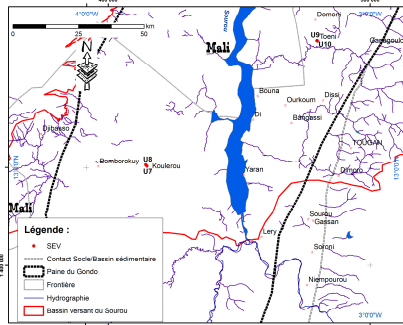 4°0'0"W
3°0'0"W
0
25
50
km
N
Sourou
Mali
Domoni
U9
Toeni
U10
Bouna
Ourkoum
Dissi
Di
Bangassi
TOUGAN
Djibasso
Bomborokuy
U8
Koulerou
U7
Yaran
Dimoro
Mali
Sourou
Gassan
Lery
Soroni
Niempourou
Légende :
SEV
Contact Socle/Bassin sédimentaire
Paine du Gondo
Frontière
Hydrographie
Bassin versant du Sourou
3°0'0"W